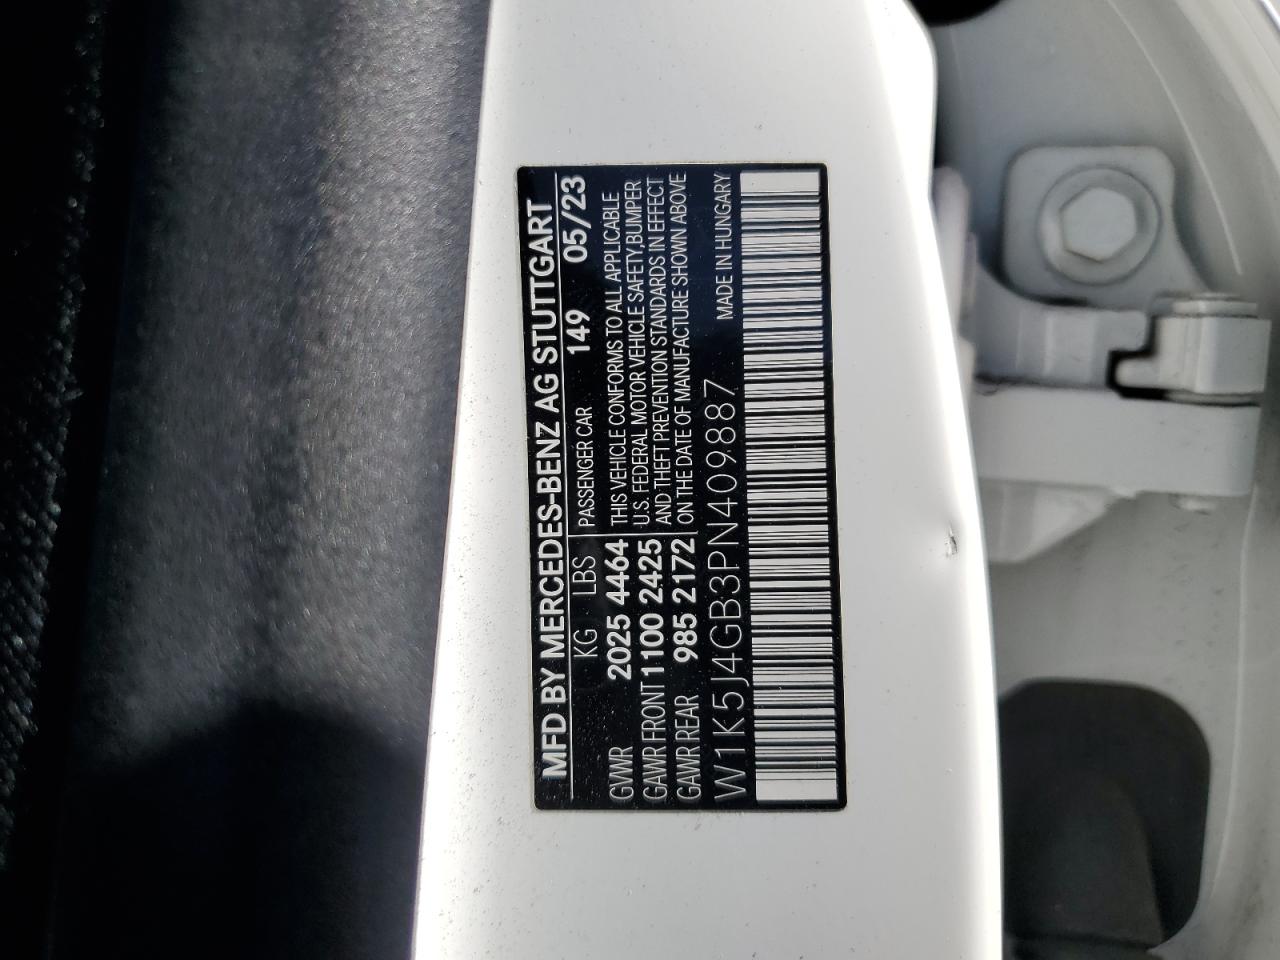 MFD BY MERCEDES-BENZ AG STUTTGART
KG LBS PASSENGER CAR 149 05/23
GVWR 2025 4464 THIS VEHICLE CONFORMS TO ALL APPLICABLE
GAWR FRONT 1100 2425 U.S. FEDERAL MOTOR VEHICLE SAFETY, BUMPER
GAWR REAR 985 2172 AND THEFT PREVENTION STANDARDS IN EFFECT
ON THE DATE OF MANUFACTURE SHOWN ABOVE
W1K5J4GB3PN409887 MADE IN HUNGARY